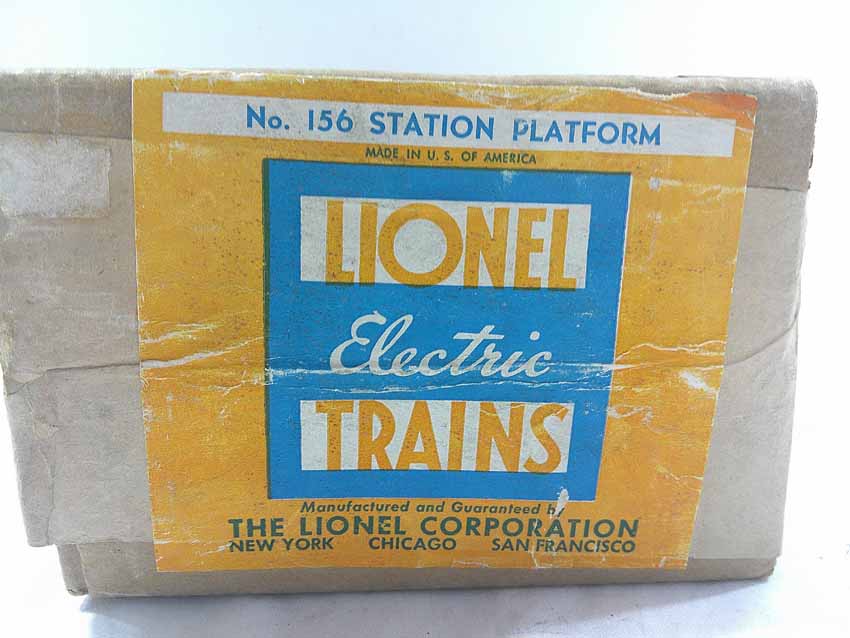 No. 156 STATION PLATFORM
MADE IN U. S. OF AMERICA
LIONEL
Electric
TRAINS
Manufactured and Guaranteed by
THE LIONEL CORPORATION
NEW YORK CHICAGO SAN FRANCISCO